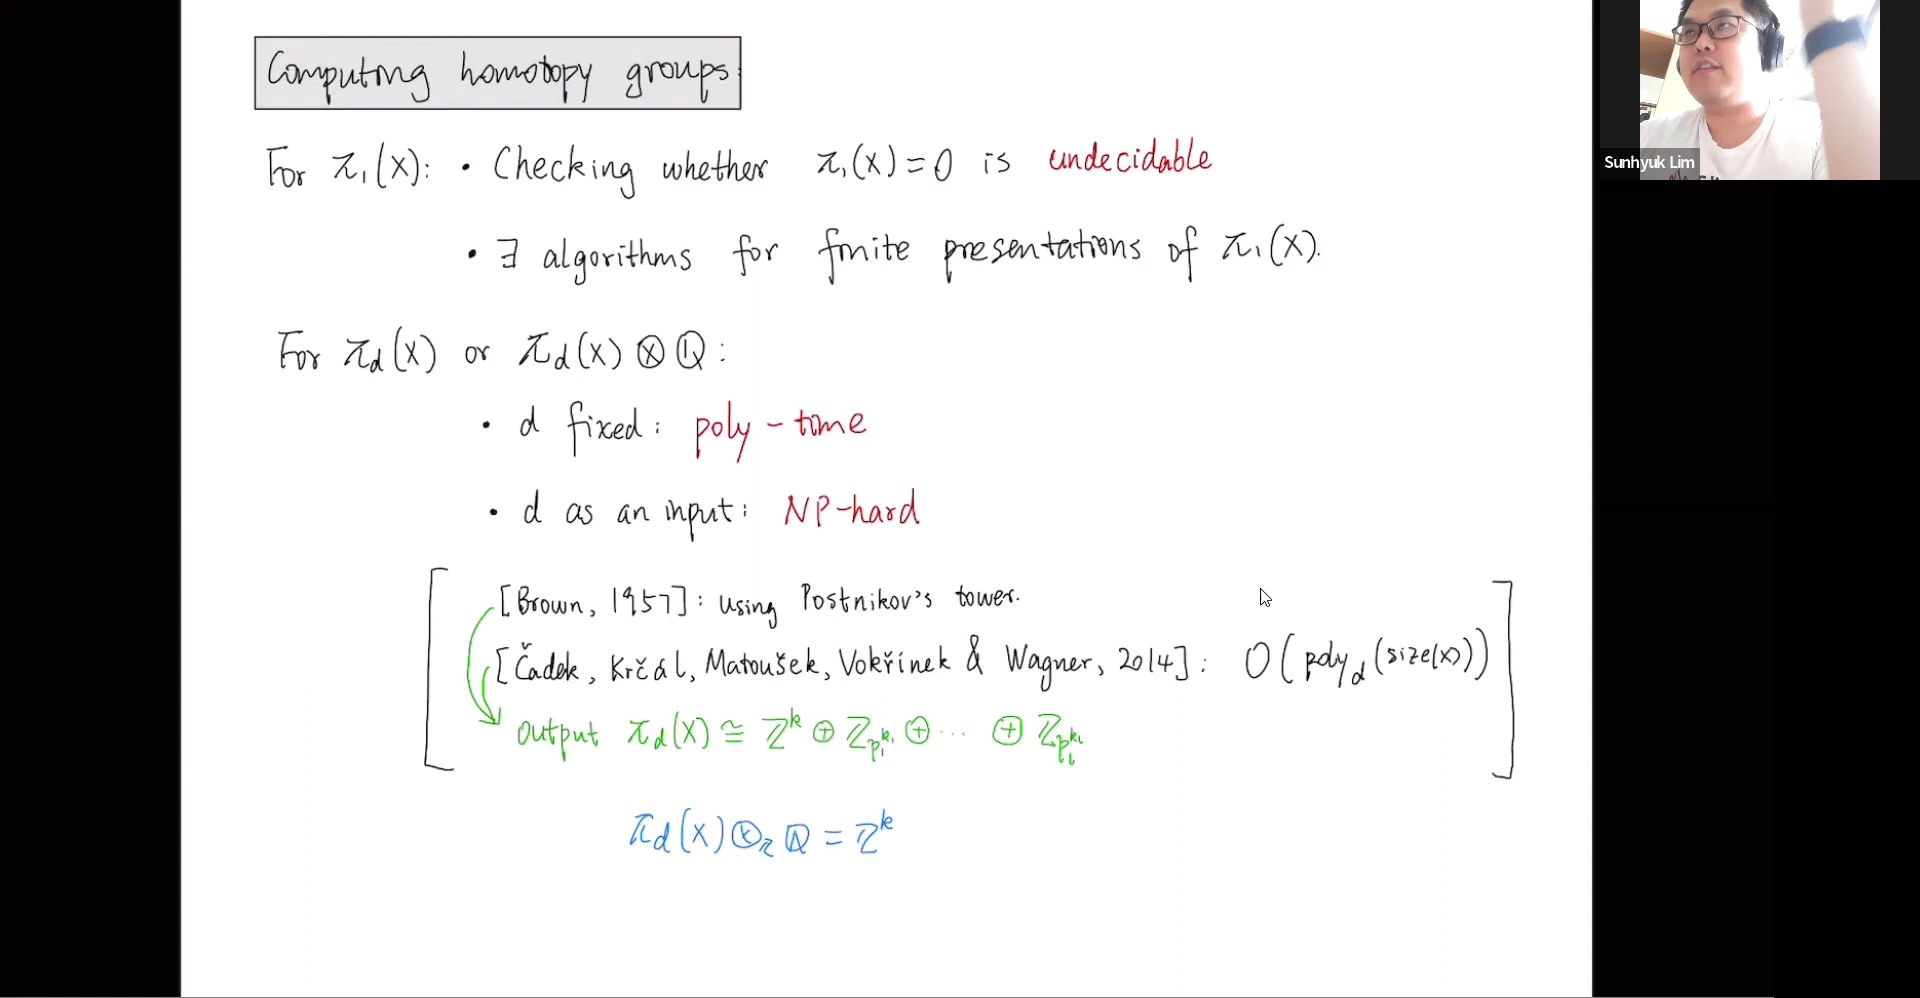 Computing homotopy groups:
For π₁(X): • Checking whether π₁(X)=0 is undecidable
• ∃ algorithms for finite presentations of π₁(X).
For π_d(X) or π_d(X)⊗ℚ:
• d fixed: poly-time
• d as an input: NP-hard
[Brown, 1957]: using Postnikov's tower.
[Čadek, Krčál, Matoušek, Vokřínek & Wagner, 2014]: O(poly_d(size(X)))
output π_d(X) ≅ ℤ^k ⊕ ℤ_{p₁^{k₁}} ⊕ ⋯ ⊕ ℤ_{p_l^{k_l}}
π_d(X)⊗_ℤ ℚ = ℤ^k
Sunhyuk Lim